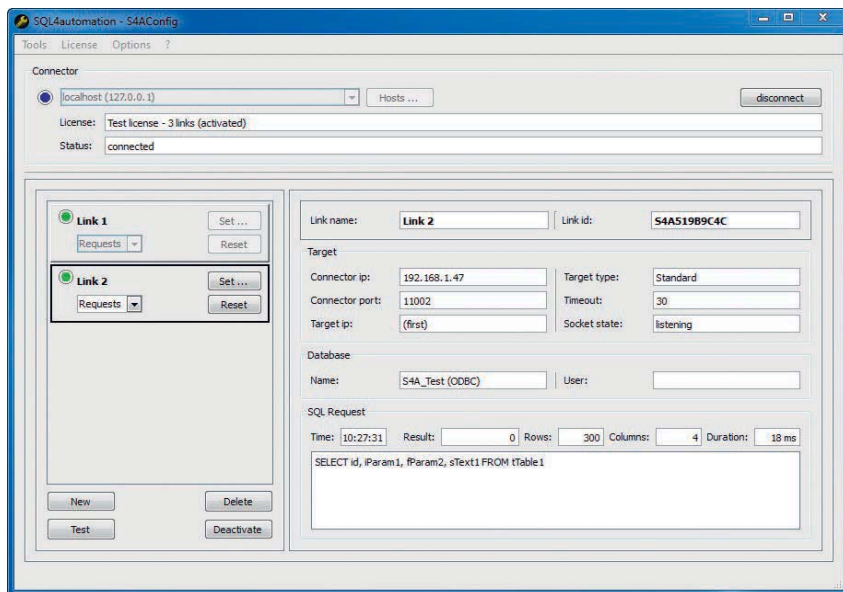 SQL4automation - S4AConfig
Tools License Options ?
Connector
localhost (127.0.0.1) Hosts ... disconnect
License: Test license - 3 links (activated)
Status: connected
Link 1 Set ...
Requests Reset
Link 2 Set ...
Requests Reset
New Delete
Test Deactivate
Link name: Link 2 Link id: S4A519B9C4C
Target
Connector ip: 192.168.1.47 Target type: Standard
Connector port: 11002 Timeout: 30
Target ip: (first) Socket state: listening
Database
Name: S4A_Test (ODBC) User:
SQL Request
Time: 10:27:31 Result: 0 Rows: 300 Columns: 4 Duration: 18 ms
SELECT id, iParam1, fParam2, sText1 FROM tTable1